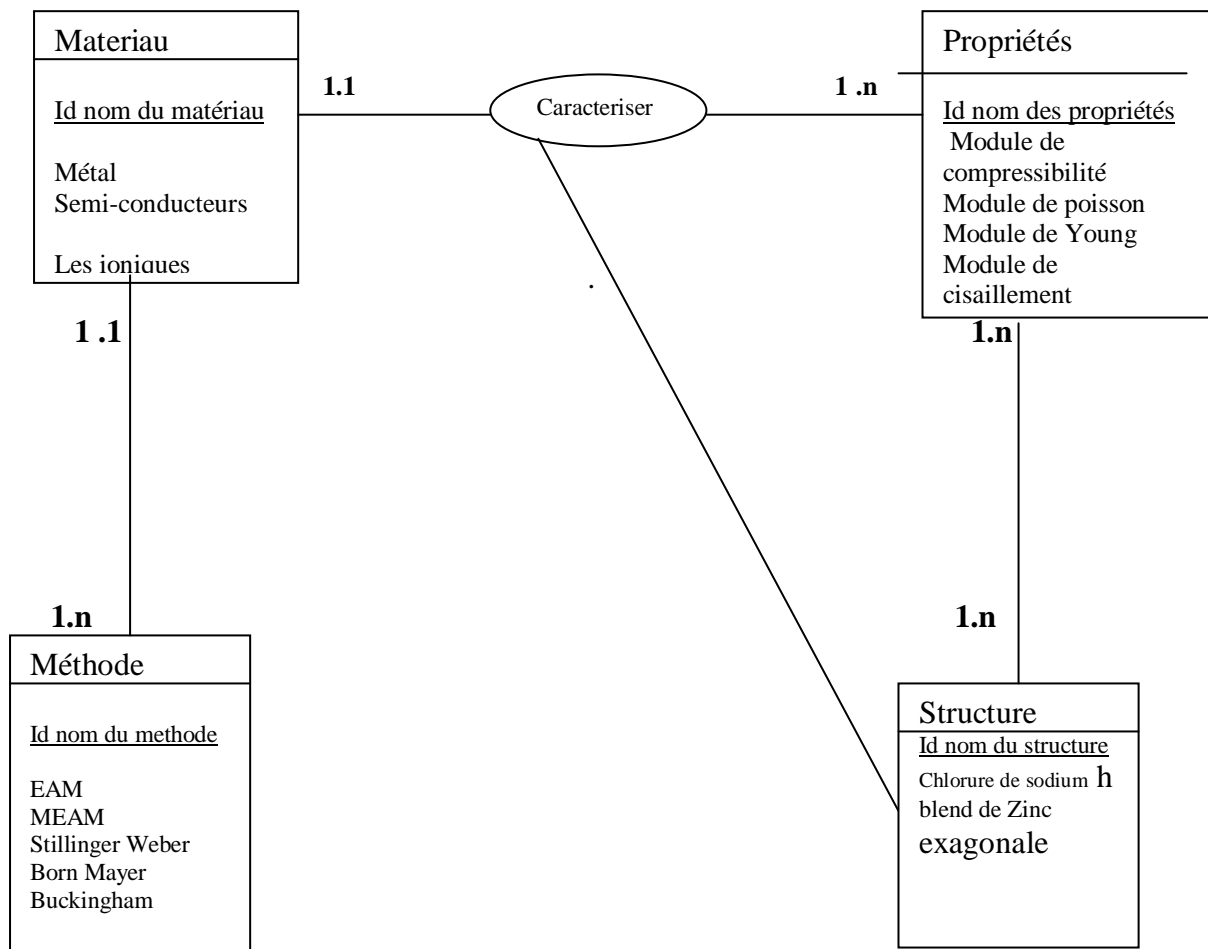 Materiau
Id nom du matériau
Métal
Semi-conducteurs
Les ioniques
1.1
Caracteriser
1 .n
Propriétés
Id nom des propriétés
Module de
compressibilité
Module de poisson
Module de Young
Module de
cisaillement
1 .1
1.n
1.n
1.n
Méthode
Id nom du methode
EAM
MEAM
Stillinger Weber
Born Mayer
Buckingham
Structure
Id nom du structure
Chlorure de sodium h
blend de Zinc
exagonale